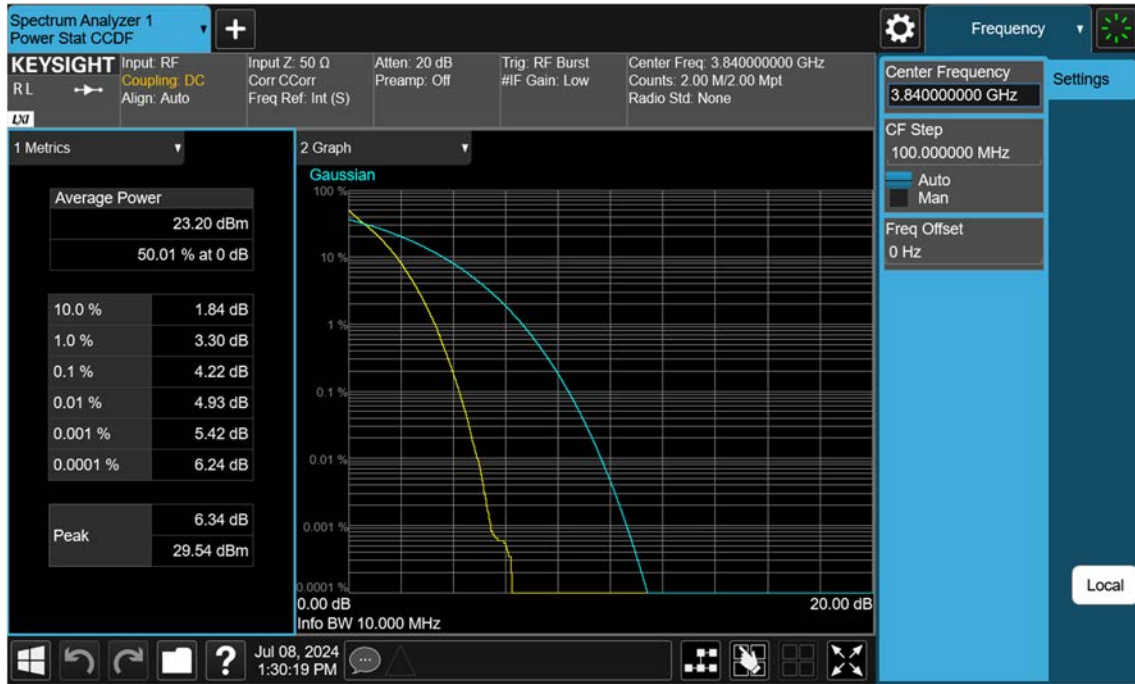 Spectrum Analyzer 1
Power Stat CCDF
Frequency
KEYSIGHT
R L
LXI
Input: RF
Coupling: DC
Align: Auto
Input Z: 50 Ω
Corr CCorr
Freq Ref: Int (S)
Atten: 20 dB
Preamp: Off
Trig: RF Burst
#IF Gain: Low
Center Freq: 3.840000000 GHz
Counts: 2.00 M/2.00 Mpt
Radio Std: None
Center Frequency
3.840000000 GHz
Settings
CF Step
100.000000 MHz
Auto
Man
Freq Offset
0 Hz
Local
1 Metrics
Average Power
23.20 dBm
50.01 % at 0 dB
10.0 % 1.84 dB
1.0 % 3.30 dB
0.1 % 4.22 dB
0.01 % 4.93 dB
0.001 % 5.42 dB
0.0001 % 6.24 dB
Peak 6.34 dB
29.54 dBm
2 Graph
Gaussian
100 %
10 %
1 %
0.1 %
0.01 %
0.001 %
0.0001 %
0.00 dB 20.00 dB
Info BW 10.000 MHz
Jul 08, 2024
1:30:19 PM